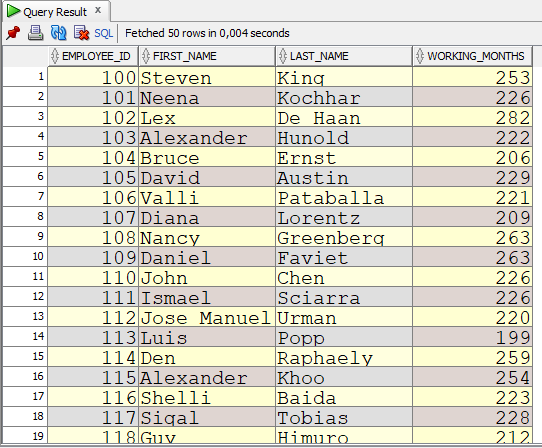 Query Result x
SQL Fetched 50 rows in 0,004 seconds
EMPLOYEE_ID FIRST_NAME LAST_NAME WORKING_MONTHS
1 100 Steven King 253
2 101 Neena Kochhar 226
3 102 Lex De Haan 282
4 103 Alexander Hunold 222
5 104 Bruce Ernst 206
6 105 David Austin 229
7 106 Valli Pataballa 221
8 107 Diana Lorentz 209
9 108 Nancy Greenberg 263
10 109 Daniel Faviet 263
11 110 John Chen 226
12 111 Ismael Sciarra 226
13 112 Jose Manuel Urman 220
14 113 Luis Popp 199
15 114 Den Raphaely 259
16 115 Alexander Khoo 254
17 116 Shelli Baida 223
18 117 Sigal Tobias 228
118 Guy Himuro 212